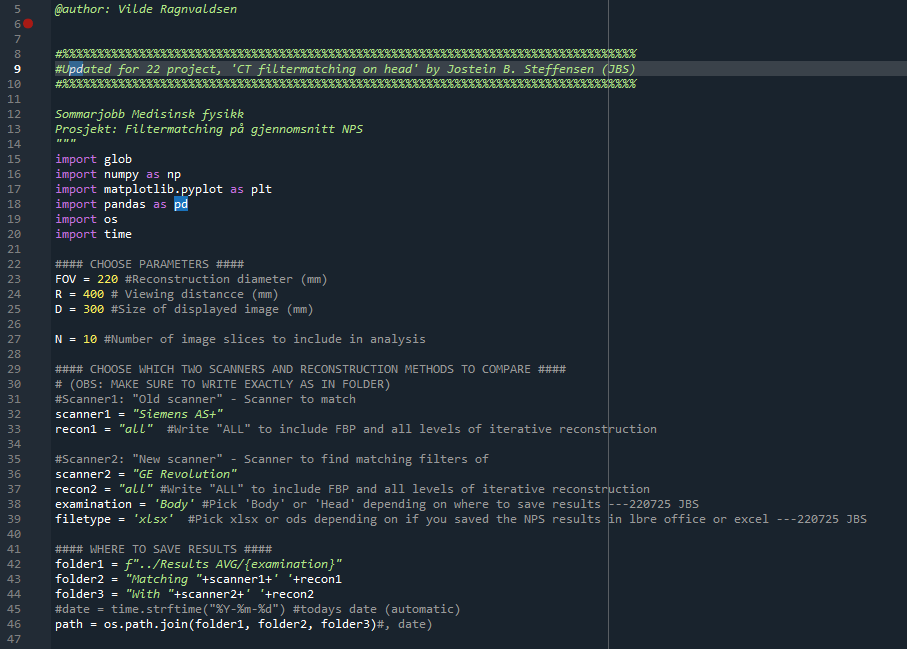 5 @author: Vilde Ragnvaldsen
6
7
8 #%%%%%%%%%%%%%%%%%%%%%%%%%%%%%%%%%%%%%%%%%%%%%%%%%%%%%%%%%%%%%%%%%%%%%%%%%%%%%%%%%%%%
9 #Updated for 22 project, 'CT filtermatching on head' by Jostein B. Steffensen (JBS)
10 #%%%%%%%%%%%%%%%%%%%%%%%%%%%%%%%%%%%%%%%%%%%%%%%%%%%%%%%%%%%%%%%%%%%%%%%%%%%%%%%%%%%%
11
12 Sommarjobb Medisinsk fysikk
13 Prosjekt: Filtermatching på gjennomsnitt NPS
14 """
15 import glob
16 import numpy as np
17 import matplotlib.pyplot as plt
18 import pandas as pd
19 import os
20 import time
21
22 #### CHOOSE PARAMETERS ####
23 FOV = 220 #Reconstruction diameter (mm)
24 R = 400 # Viewing distancce (mm)
25 D = 300 #Size of displayed image (mm)
26
27 N = 10 #Number of image slices to include in analysis
28
29 #### CHOOSE WHICH TWO SCANNERS AND RECONSTRUCTION METHODS TO COMPARE ####
30 # (OBS: MAKE SURE TO WRITE EXACTLY AS IN FOLDER)
31 #Scanner1: "Old scanner" - Scanner to match
32 scanner1 = "Siemens AS+"
33 recon1 = "all"  #Write "ALL" to include FBP and all levels of iterative reconstruction
34
35 #Scanner2: "New scanner" - Scanner to find matching filters of
36 scanner2 = "GE Revolution"
37 recon2 = "all" #Write "ALL" to include FBP and all levels of iterative reconstruction
38 examination = 'Body' #Pick 'Body' or 'Head' depending on where to save results ---220725 JBS
39 filetype = 'xlsx'  #Pick xlsx or ods depending on if you saved the NPS results in lbre office or excel ---220725 JBS
40
41 #### WHERE TO SAVE RESULTS ####
42 folder1 = f"../Results AVG/{examination}"
43 folder2 = "Matching "+scanner1+' '+recon1
44 folder3 = "With "+scanner2+' '+recon2
45 #date = time.strftime("%Y-%m-%d") #todays date (automatic)
46 path = os.path.join(folder1, folder2, folder3)#, date)
47